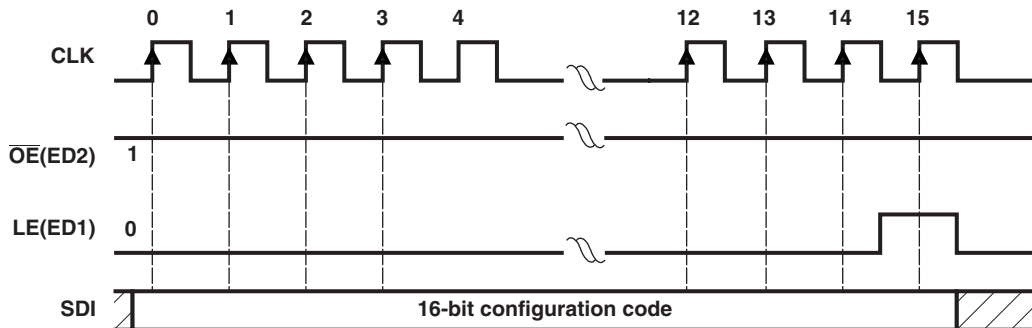 0 1 2 3 4 12 13 14 15
CLK
OE(ED2) 1
LE(ED1) 0
SDI 16-bit configuration code